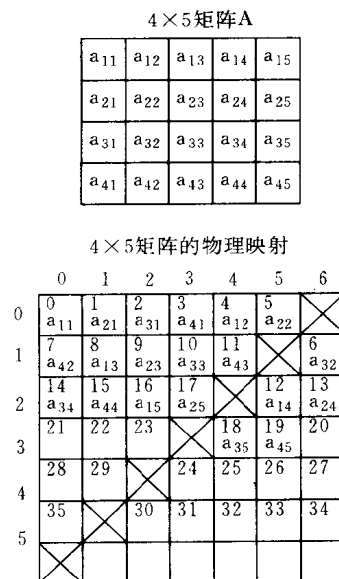 4×5矩阵A
a11 a12 a13 a14 a15
a21 a22 a23 a24 a25
a31 a32 a33 a34 a35
a41 a42 a43 a44 a45
4×5矩阵的物理映射
0 1 2 3 4 5 6
0 0 1 2 3 4 5
a11 a21 a31 a41 a12 a22
1 7 8 9 10 11 6
a42 a13 a23 a33 a43 a32
2 14 15 16 17 12 13
a34 a44 a15 a25 a14 a24
3 21 22 23 18 19 20
a35 a45
4 28 29 24 25 26 27
5 35 30 31 32 33 34